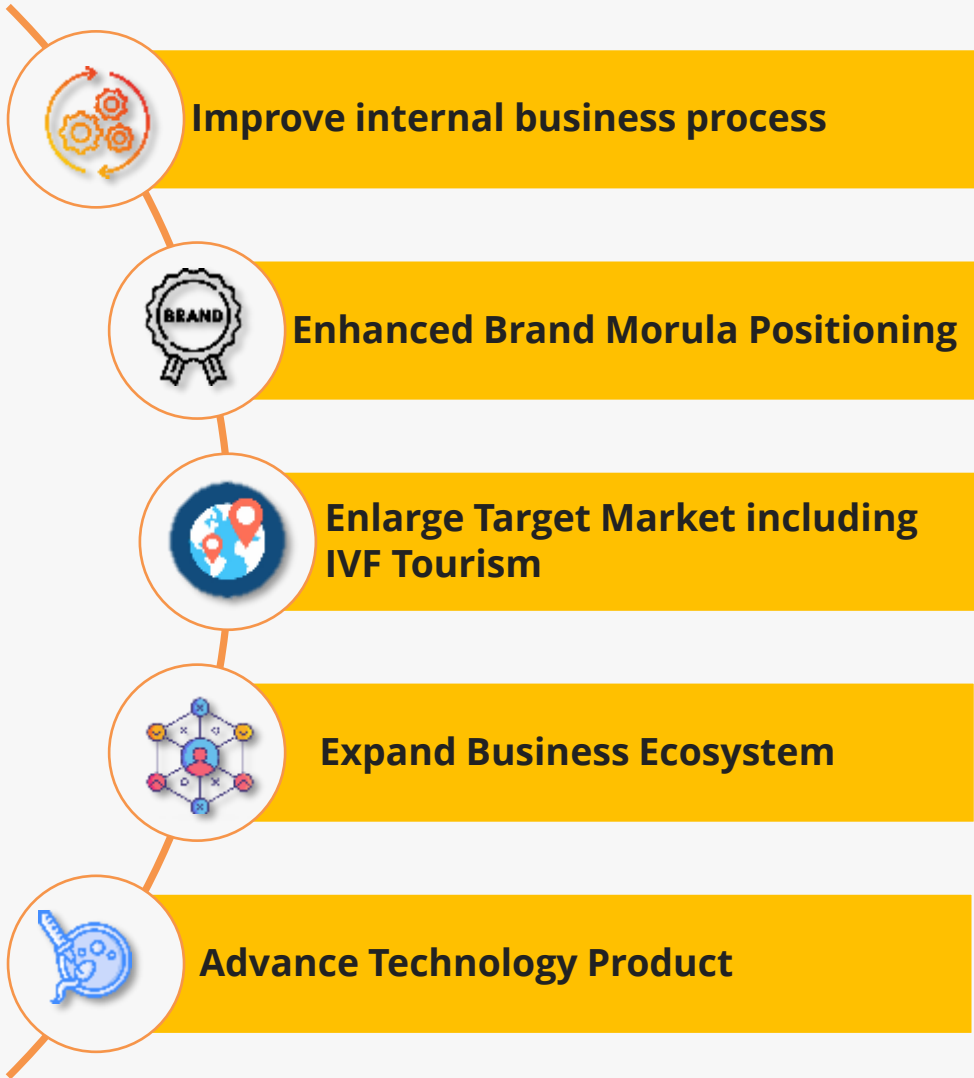 Improve internal business process
BRAND
Enhanced Brand Morula Positioning
Enlarge Target Market including
IVF Tourism
Expand Business Ecosystem
Advance Technology Product